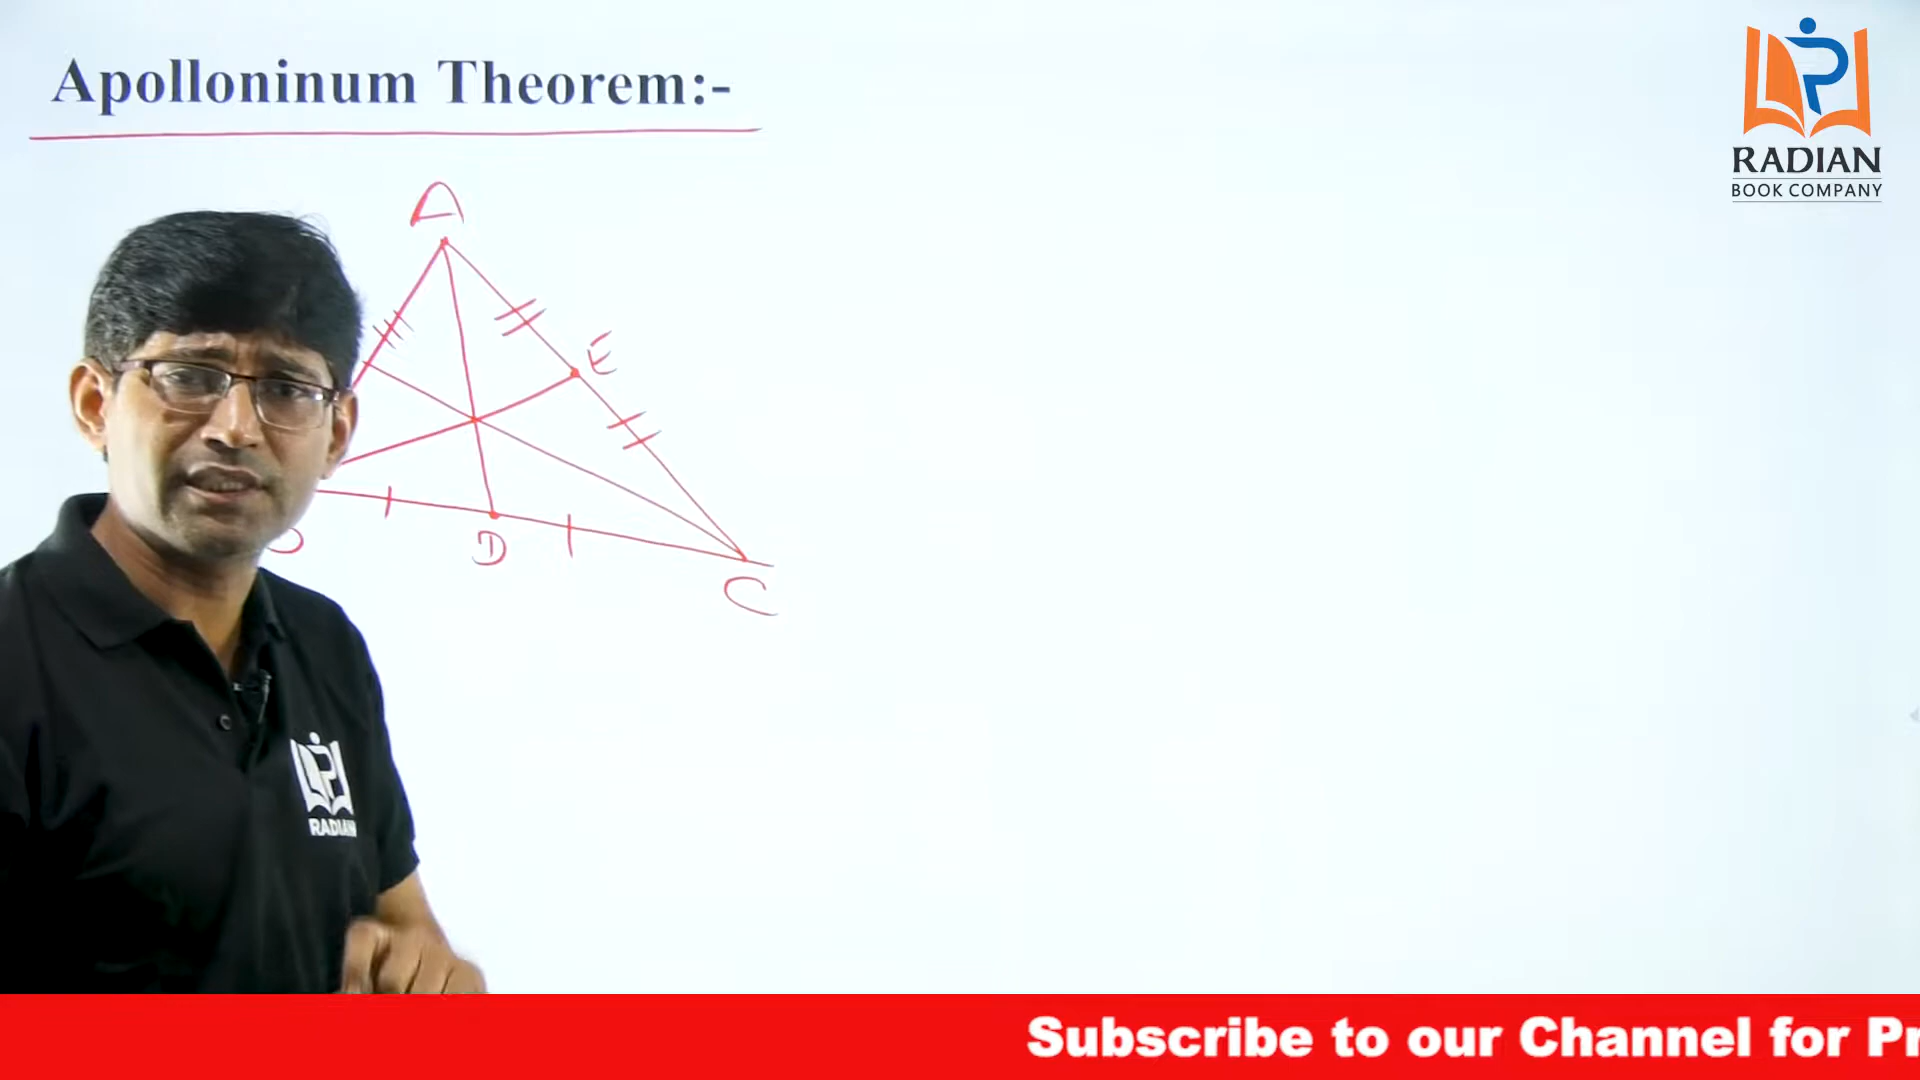 Apolloninum Theorem:-
RADIAN
BOOK COMPANY
A
E
D
C
RADIAN
Subscribe to our Channel for Pr